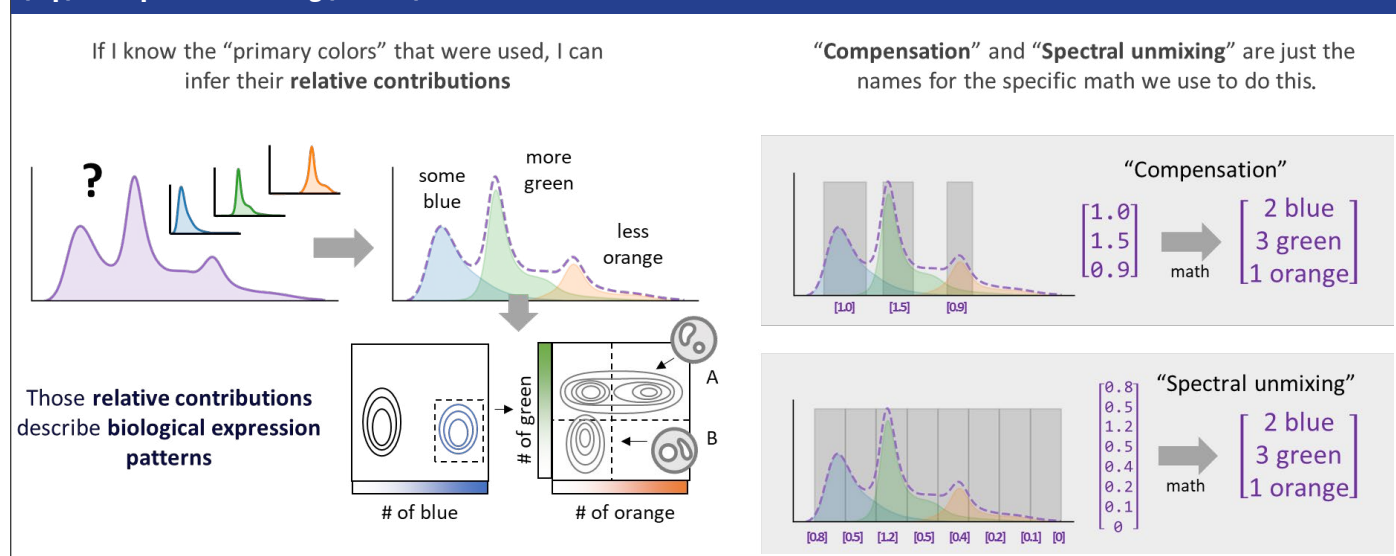 If I know the “primary colors” that were used, I can
infer their relative contributions
?
some
blue
more
green
less
orange
Those relative contributions
describe biological expression
patterns
# of blue
# of green
# of orange
A
B
“Compensation” and “Spectral unmixing” are just the
names for the specific math we use to do this.
“Compensation”
[1.0]
[1.5]
[0.9]
1.0
1.5
0.9
math
2 blue
3 green
1 orange
“Spectral unmixing”
[0.8]
[0.5]
[1.2]
[0.5]
[0.4]
[0.2]
[0.1]
[0]
0.8
0.5
1.2
0.5
0.4
0.2
0.1
0
math
2 blue
3 green
1 orange